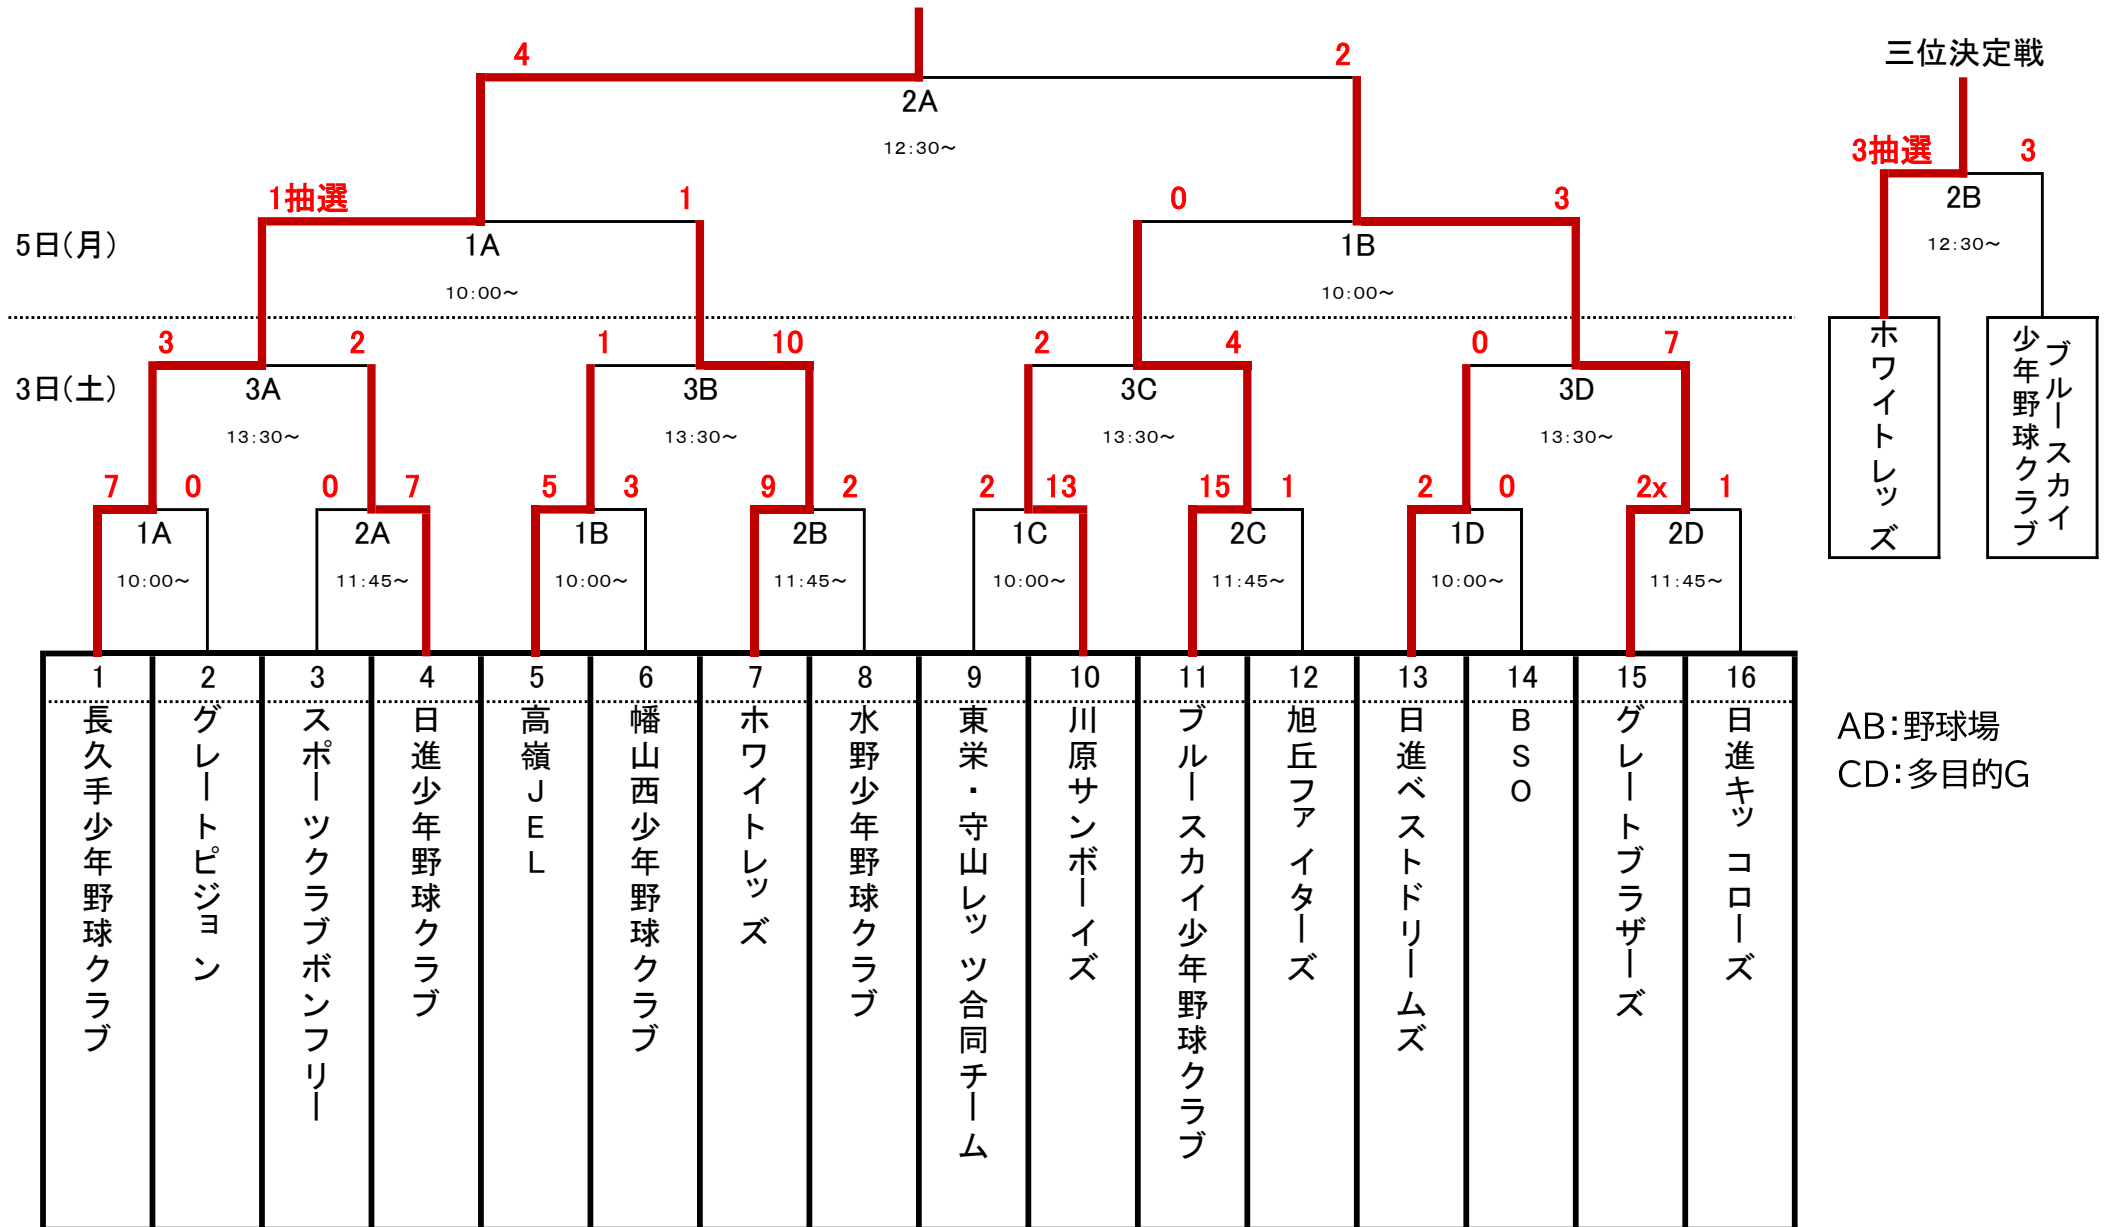 4 2 三位決定戦
2A
12:30～ 3抽選 3
1抽選 1 0 3 2B
5日(月) 1A 1B 12:30～
10:00～ 10:00～
3 2 1 10 2 4 0 7
3日(土) 3A 3B 3C 3D
13:30～ 13:30～ 13:30～ 13:30～
ホワイトレッズ
ブルースカイ
少年野球クラブ
7 0 0 7 5 3 9 2 2 13 15 1 2 0 2x 1
1A 2A 1B 2B 1C 2C 1D 2D
10:00～ 11:45～ 10:00～ 11:45～ 10:00～ 11:45～ 10:00～ 11:45～
1 2 3 4 5 6 7 8 9 10 11 12 13 14 15 16
長久手少年野球クラブ
グレートピジョン
スポーツクラブボンフリー
日進少年野球クラブ
高嶺JEL
幡山西少年野球クラブ
ホワイトレッズ
水野少年野球クラブ
東栄・守山レッツ合同チーム
川原サンボーイズ
ブルースカイ少年野球クラブ
旭丘ファイターズ
日進ベストドリームズ
BSO
グレートブラザーズ
日進キッコローズ
AB:野球場
CD:多目的G